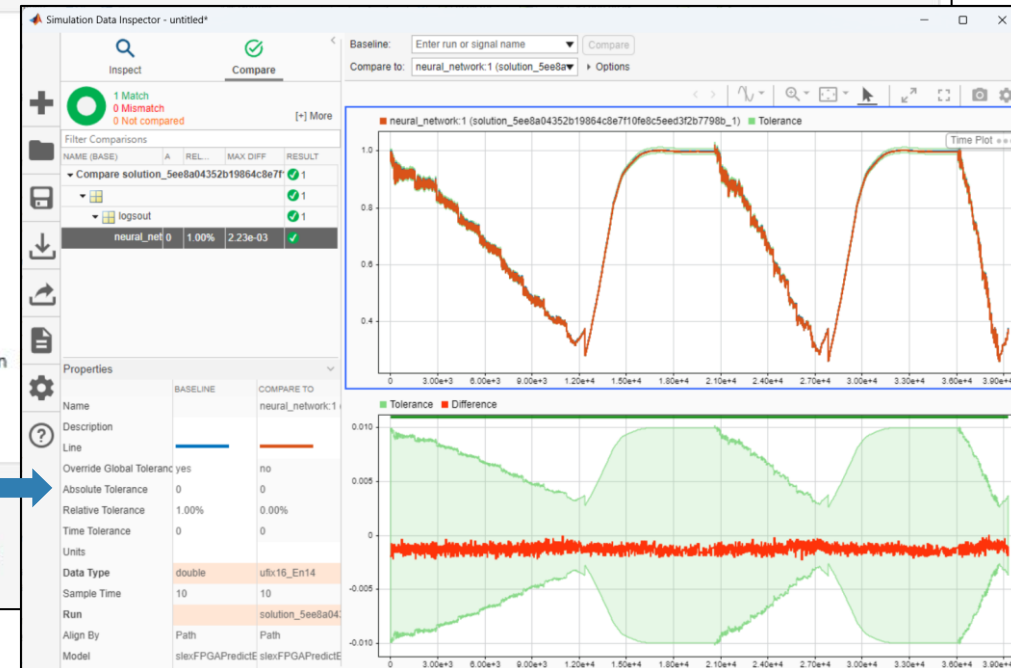 Simulation Data Inspector - untitled*
Inspect
Compare
Baseline: Enter run or signal name Compare
Compare to: neural_network:1 (solution_5ee8a Options
1 Match
0 Mismatch
0 Not compared
[+] More
Filter Comparisons
NAME (BASE) A REL... MAX DIFF RESULT
Compare solution_5ee8a04352b19864c8e7f 1
1
logsout 1
neural_net 0 1.00% 2.23e-03
neural_network:1 (solution_5ee8a04352b19864c8e7f10fe8c5eed3f2b7798b_1) Tolerance
Time Plot
1.0
0.8
0.6
0.4
0 3.00e+3 6.00e+3 9.00e+3 1.20e+4 1.50e+4 1.80e+4 2.10e+4 2.40e+4 2.70e+4 3.00e+4 3.30e+4 3.60e+4 3.90e+4
Properties
BASELINE COMPARE TO
Name neural_network:1
Description
Line
Override Global Toleranc yes no
Absolute Tolerance 0 0
Relative Tolerance 1.00% 0.00%
Time Tolerance 0 0
Units
Data Type double ufix16_En14
Sample Time 10 10
Run solution_5ee8a04
Align By Path Path
Model slexFPGAPredictE slexFPGAPredictE
Tolerance Difference
0.010
0.005
0
-0.005
-0.010
0 3.00e+3 6.00e+3 9.00e+3 1.20e+4 1.50e+4 1.80e+4 2.10e+4 2.40e+4 2.70e+4 3.00e+4 3.30e+4 3.60e+4 3.90e+4